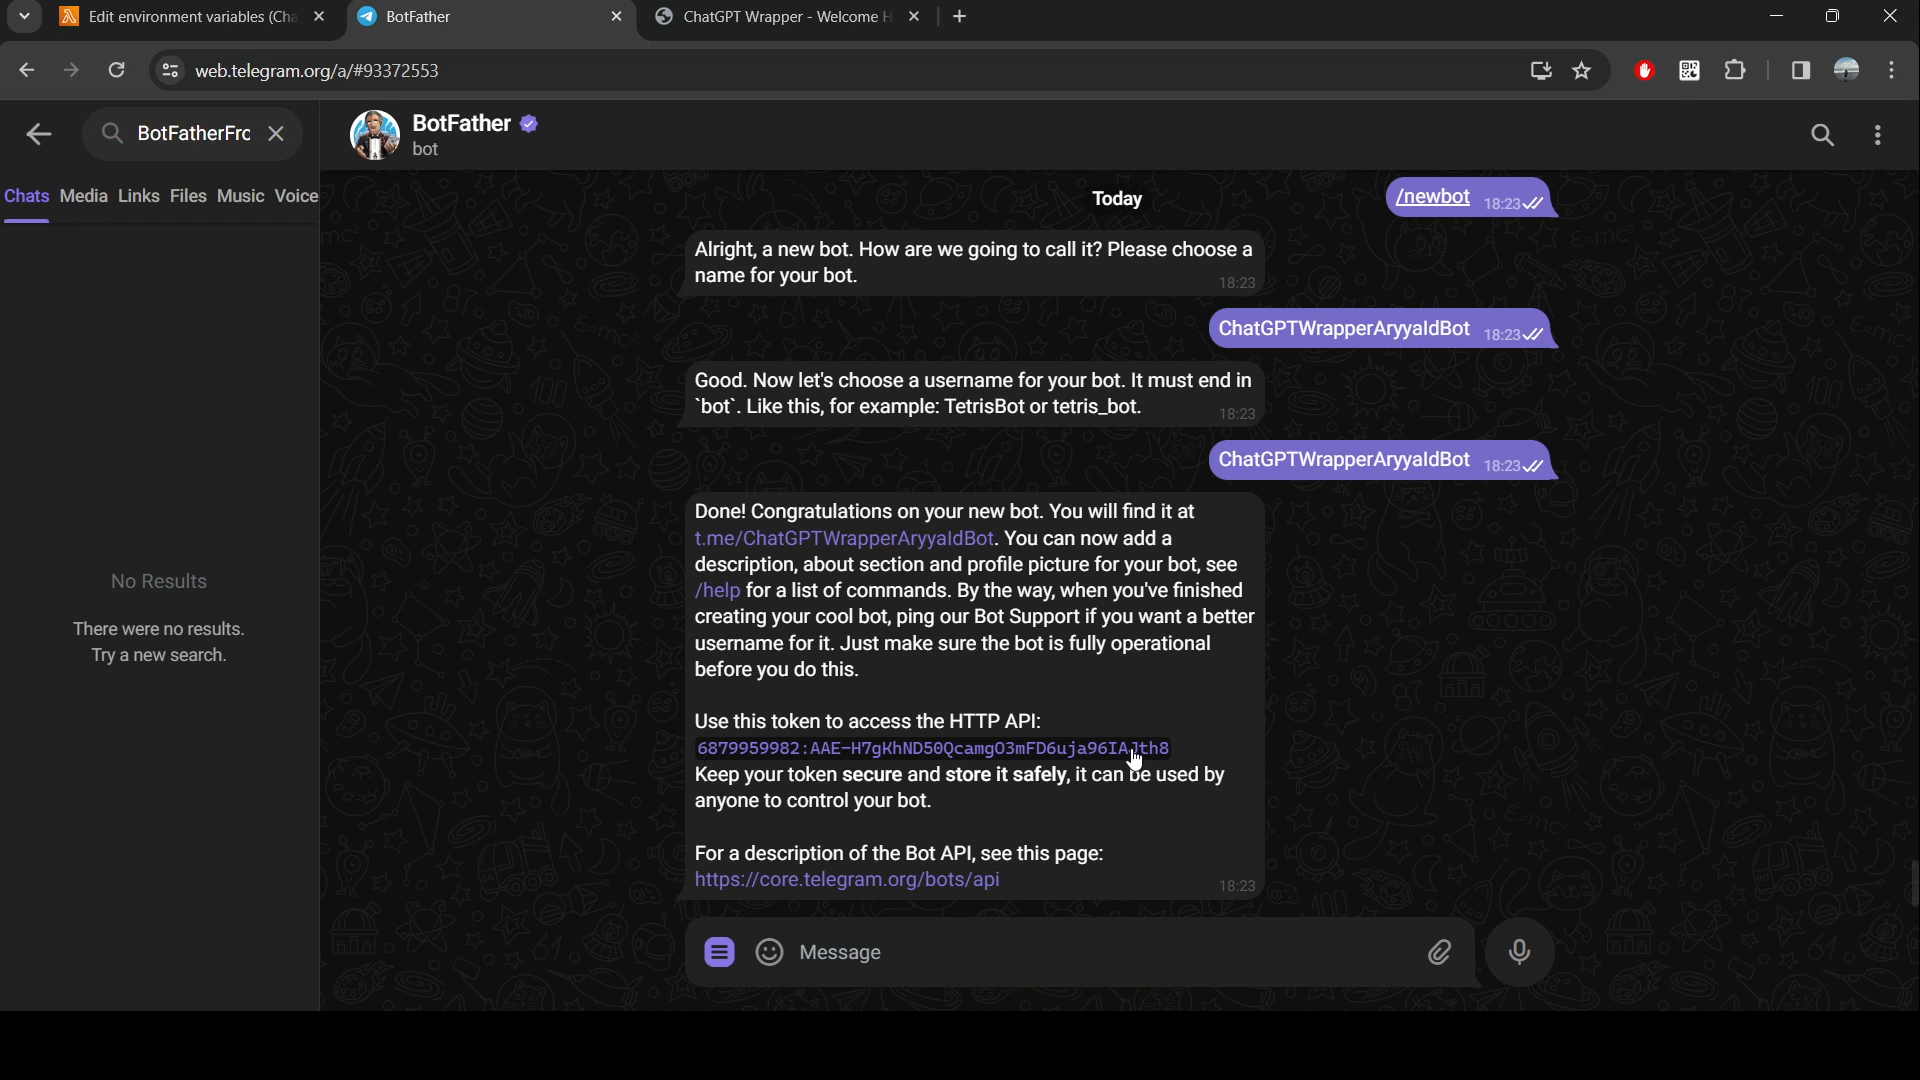 Edit environment variables (Cha
BotFather
ChatGPT Wrapper - Welcome H
web.telegram.org/a/#93372553
BotFatherFrc
BotFather
bot
Chats Media Links Files Music Voice
No Results
There were no results.
Try a new search.
Today
/newbot 18:23
Alright, a new bot. How are we going to call it? Please choose a
name for your bot. 18:23
ChatGPTWrapperAryyaldBot 18:23
Good. Now let's choose a username for your bot. It must end in
`bot`. Like this, for example: TetrisBot or tetris_bot. 18:23
ChatGPTWrapperAryyaldBot 18:23
Done! Congratulations on your new bot. You will find it at
t.me/ChatGPTWrapperAryyaldBot. You can now add a
description, about section and profile picture for your bot, see
/help for a list of commands. By the way, when you've finished
creating your cool bot, ping our Bot Support if you want a better
username for it. Just make sure the bot is fully operational
before you do this.
Use this token to access the HTTP API:
6879959982:AAE-H7gKhND50QcamgO3mFD6uja96IAJth8
Keep your token secure and store it safely, it can be used by
anyone to control your bot.
For a description of the Bot API, see this page:
https://core.telegram.org/bots/api 18:23
Message